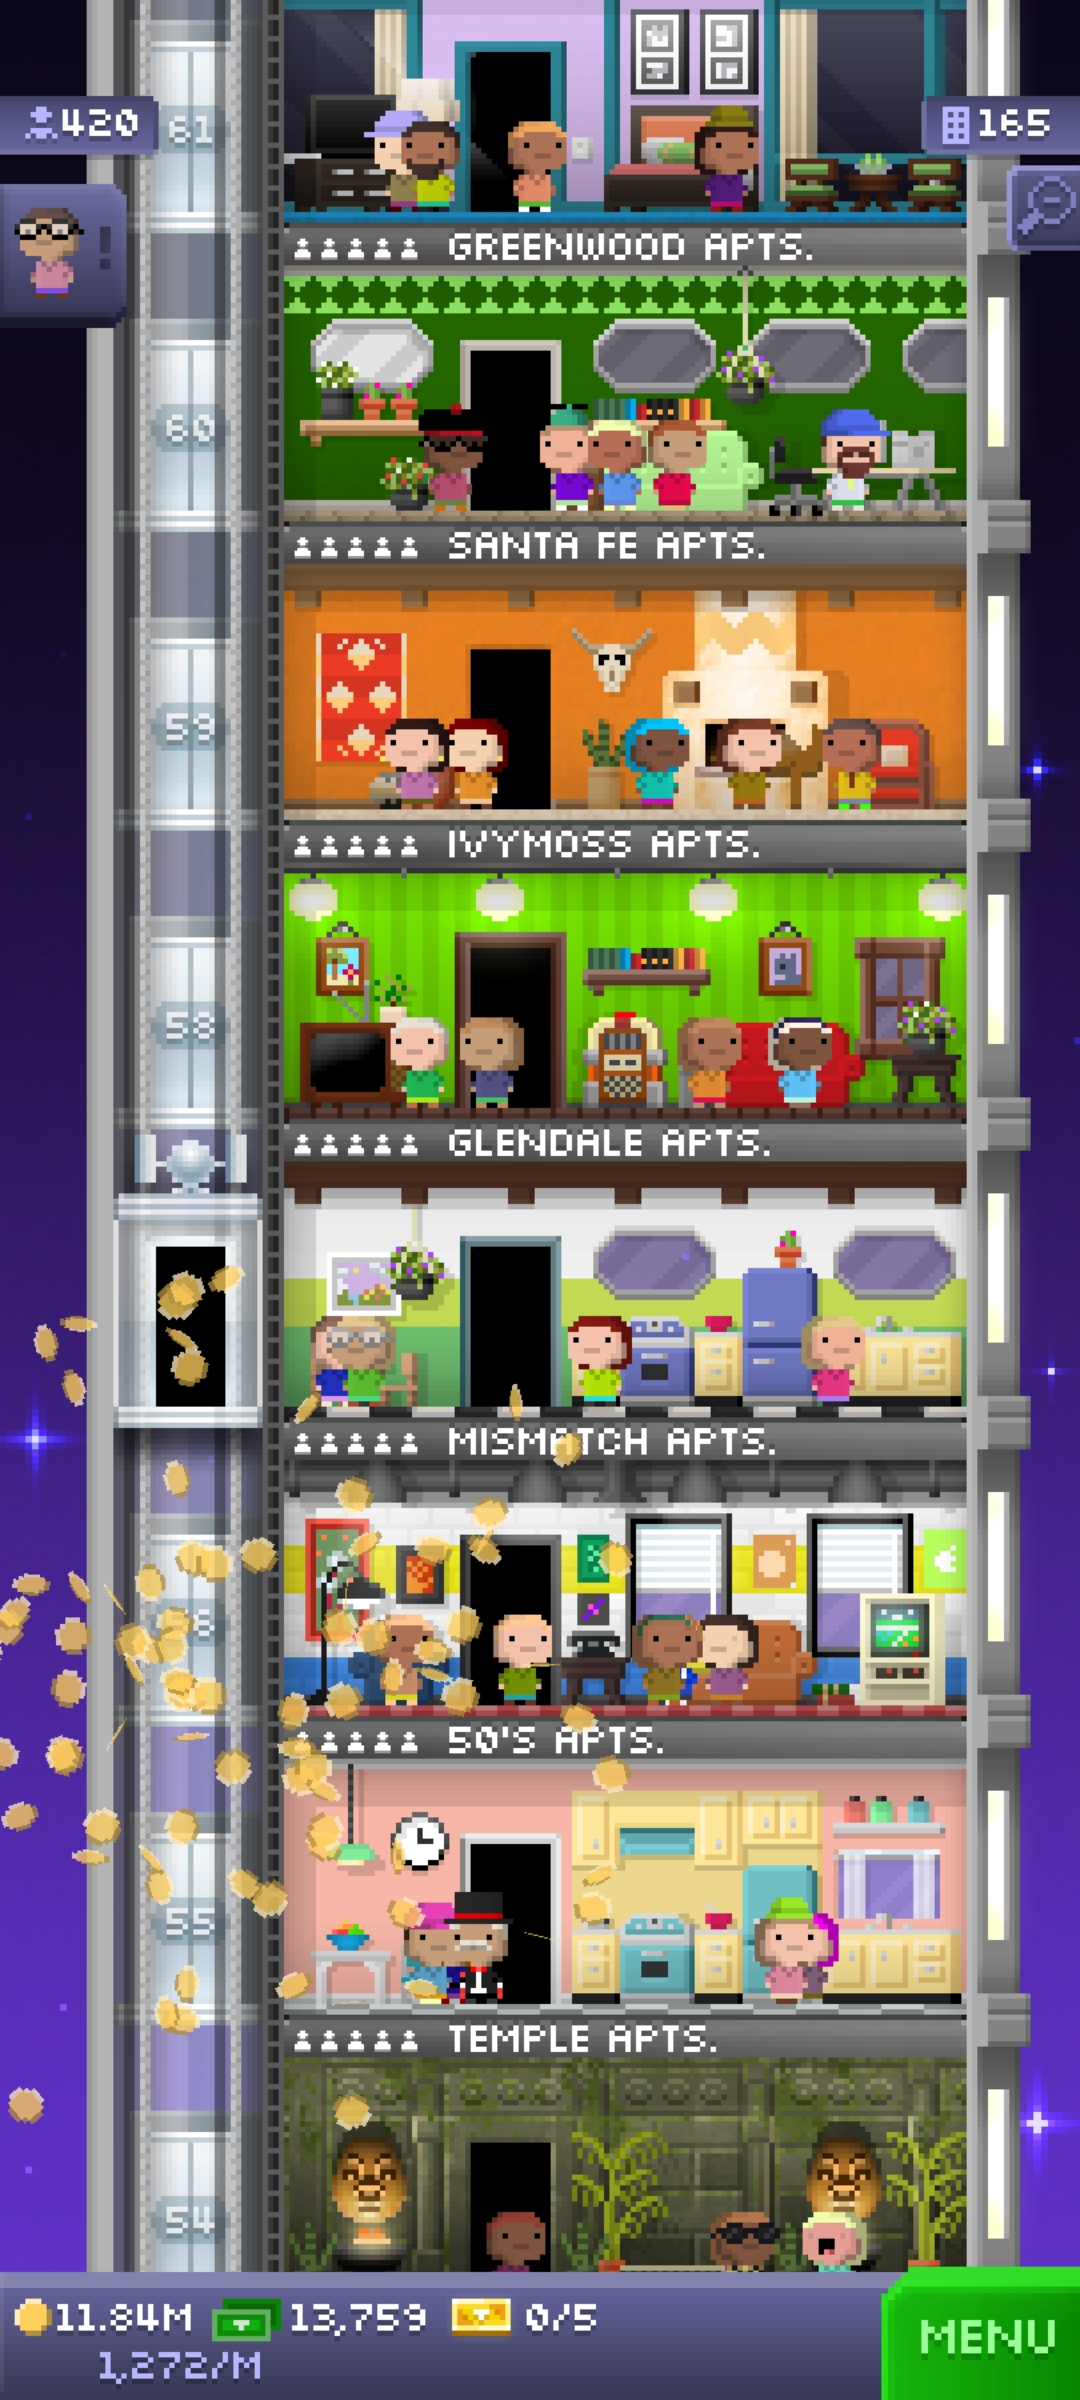 61
420
165
!
GREENWOOD APTS.
60
SANTA FE APTS.
59
IVYMOSS APTS.
58
GLENDALE APTS.
MISMATCH APTS.
50'S APTS.
55
TEMPLE APTS.
54
11.84M 13,759 0/5
1,272/M
MENU